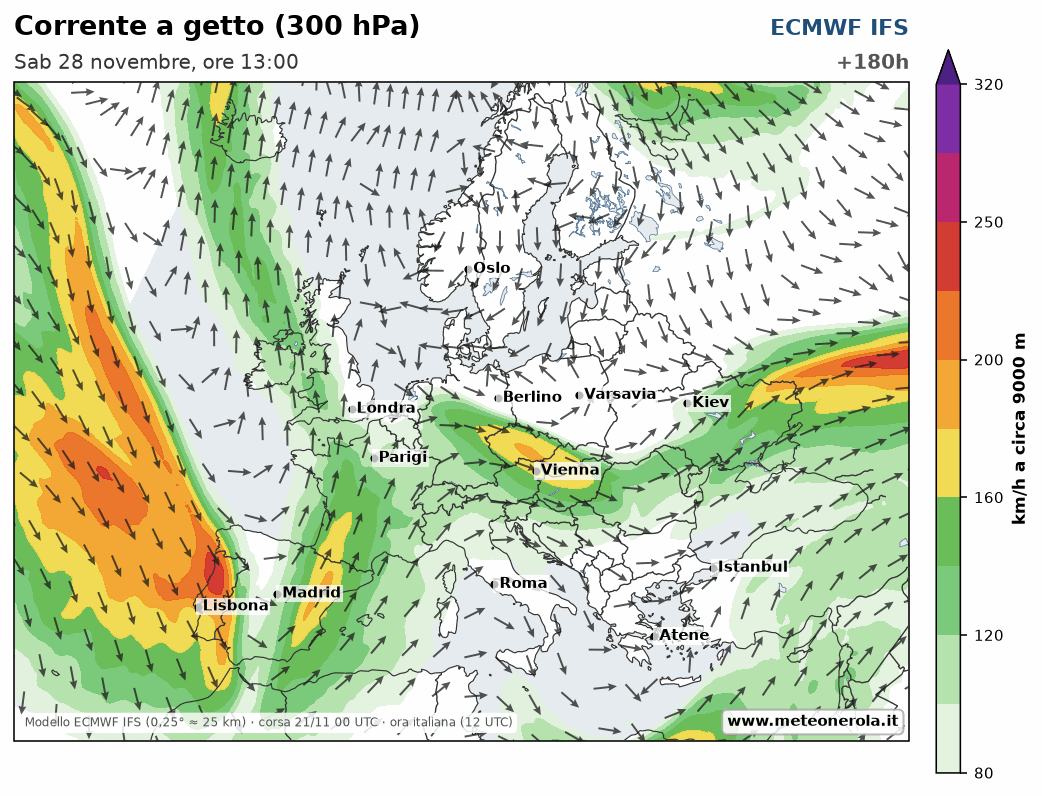 Corrente a getto (300 hPa)
ECMWF IFS
Sab 28 novembre, ore 13:00
+180h
320
250
200
160
120
80
km/h a circa 9000 m
Oslo
Londra
Berlino
Varsavia
Kiev
Parigi
Vienna
Istanbul
Roma
Madrid
Lisbona
Atene
Modello ECMWF IFS (0,25° ≈ 25 km) · corsa 21/11 00 UTC · ora italiana (12 UTC)
www.meteonerola.it